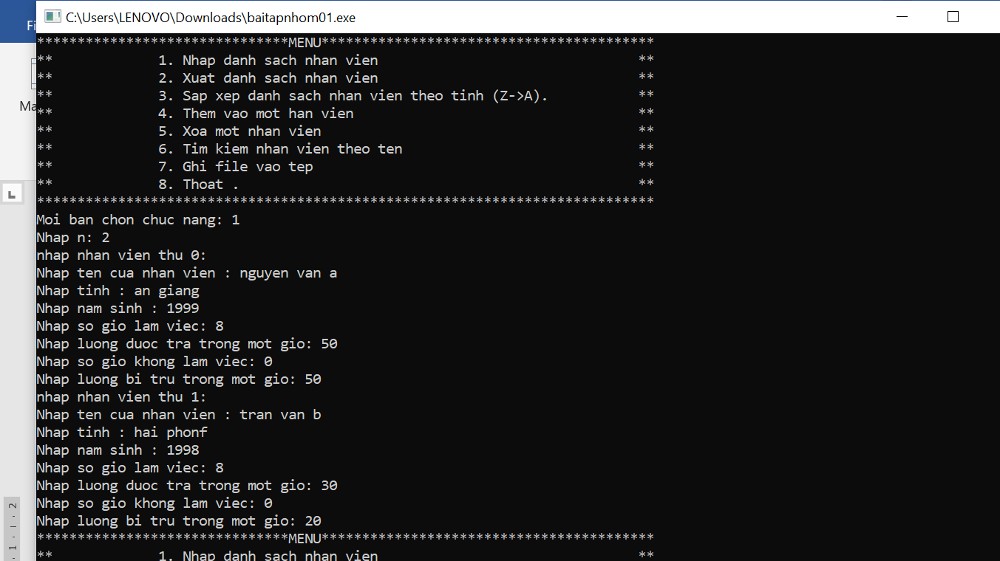 C:\Users\LENOVO\Downloads\baitapnhom01.exe
Fi
Ma
*******************************MENU*****************************************
** 1. Nhap danh sach nhan vien **
** 2. Xuat danh sach nhan vien **
** 3. Sap xep danh sach nhan vien theo tinh (Z->A). **
** 4. Them vao mot han vien **
** 5. Xoa mot nhan vien **
** 6. Tim kiem nhan vien theo ten **
** 7. Ghi file vao tep **
** 8. Thoat . **
****************************************************************************
Moi ban chon chuc nang: 1
Nhap n: 2
nhap nhan vien thu 0:
Nhap ten cua nhan vien : nguyen van a
Nhap tinh : an giang
Nhap nam sinh : 1999
Nhap so gio lam viec: 8
Nhap luong duoc tra trong mot gio: 50
Nhap so gio khong lam viec: 0
Nhap luong bi tru trong mot gio: 50
nhap nhan vien thu 1:
Nhap ten cua nhan vien : tran van b
Nhap tinh : hai phonf
Nhap nam sinh : 1998
Nhap so gio lam viec: 8
Nhap luong duoc tra trong mot gio: 30
Nhap so gio khong lam viec: 0
Nhap luong bi tru trong mot gio: 20
*******************************MENU*****************************************
** 1. Nhap danh sach nhan vien **
L
2
1